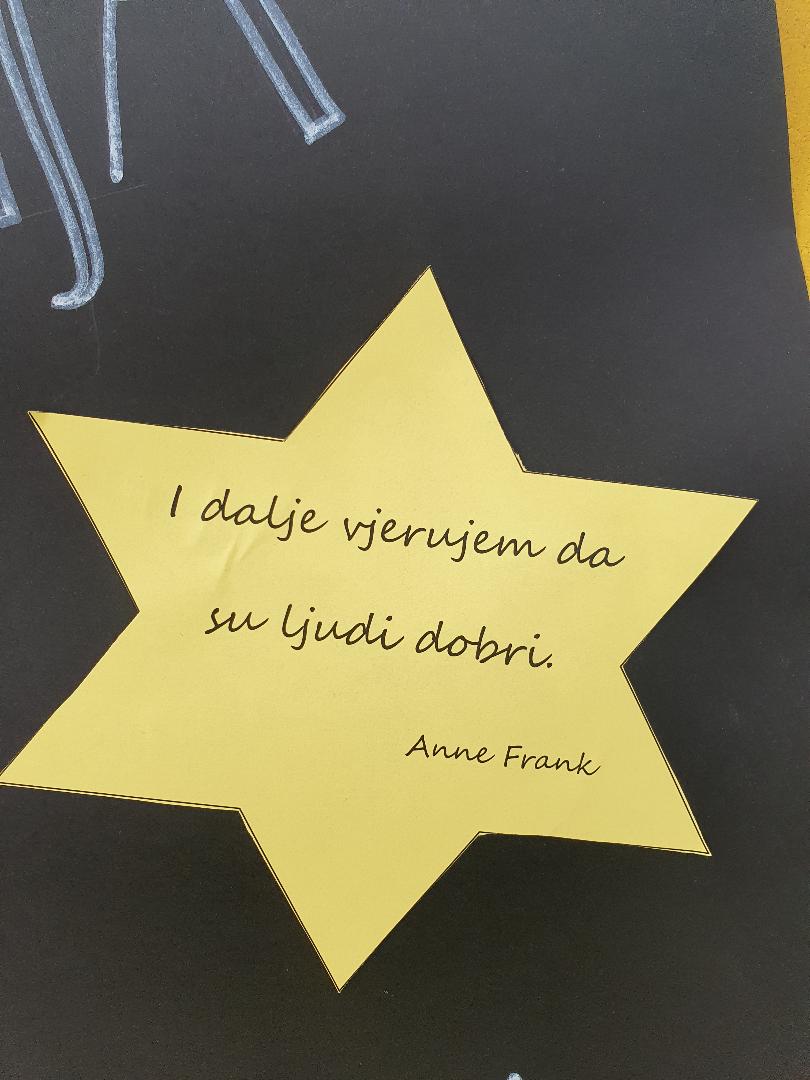 I dalje vjerujem da
su ljudi dobri.
Anne Frank